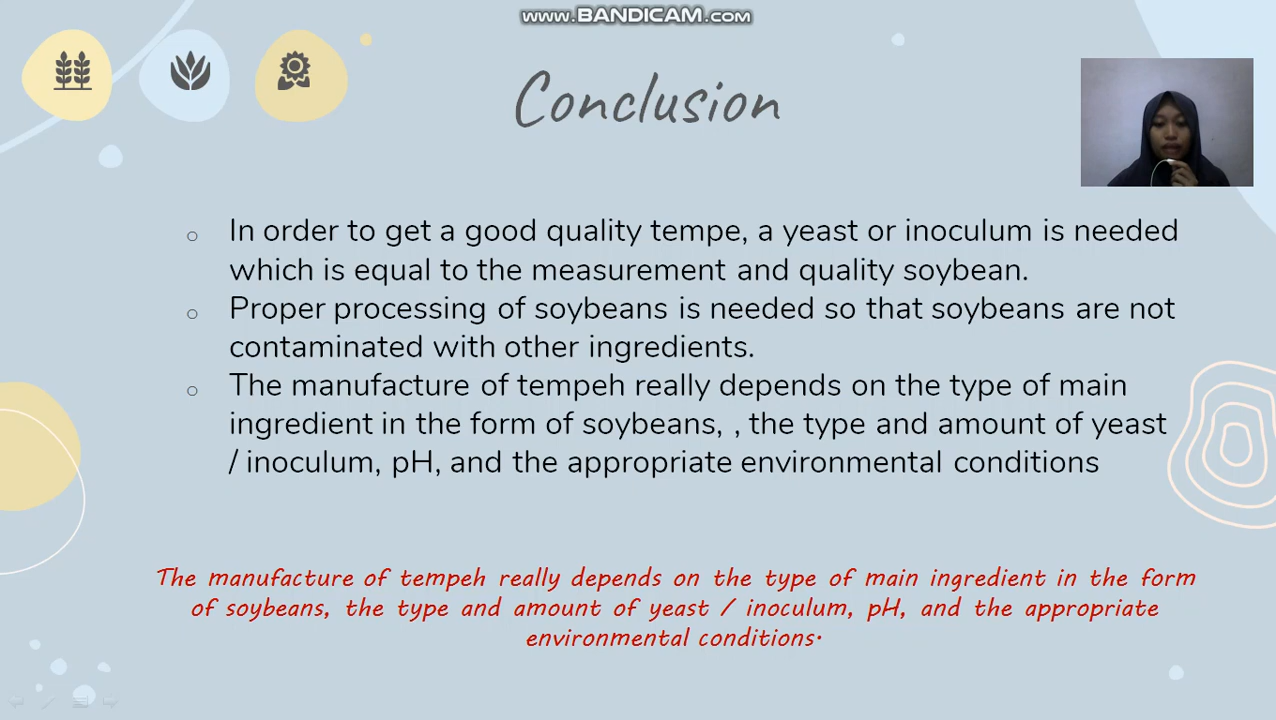 www.BANDICAM.com
Conclusion
o In order to get a good quality tempe, a yeast or inoculum is needed
which is equal to the measurement and quality soybean.
o Proper processing of soybeans is needed so that soybeans are not
contaminated with other ingredients.
o The manufacture of tempeh really depends on the type of main
ingredient in the form of soybeans, , the type and amount of yeast
/ inoculum, pH, and the appropriate environmental conditions
The manufacture of tempeh really depends on the type of main ingredient in the form
of soybeans, the type and amount of yeast / inoculum, pH, and the appropriate
environmental conditions.